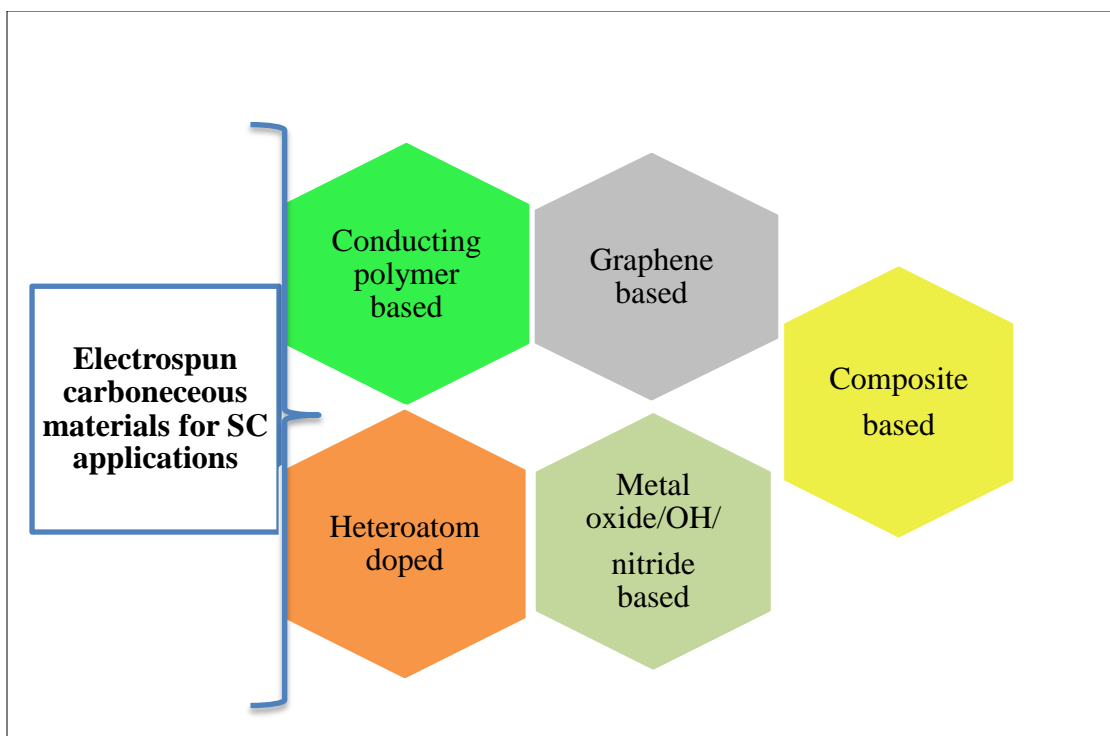 Electrospun
carboneceous
materials for SC
applications
Conducting
polymer
based
Graphene
based
Composite
based
Heteroatom
doped
Metal
oxide/OH/
nitride
based